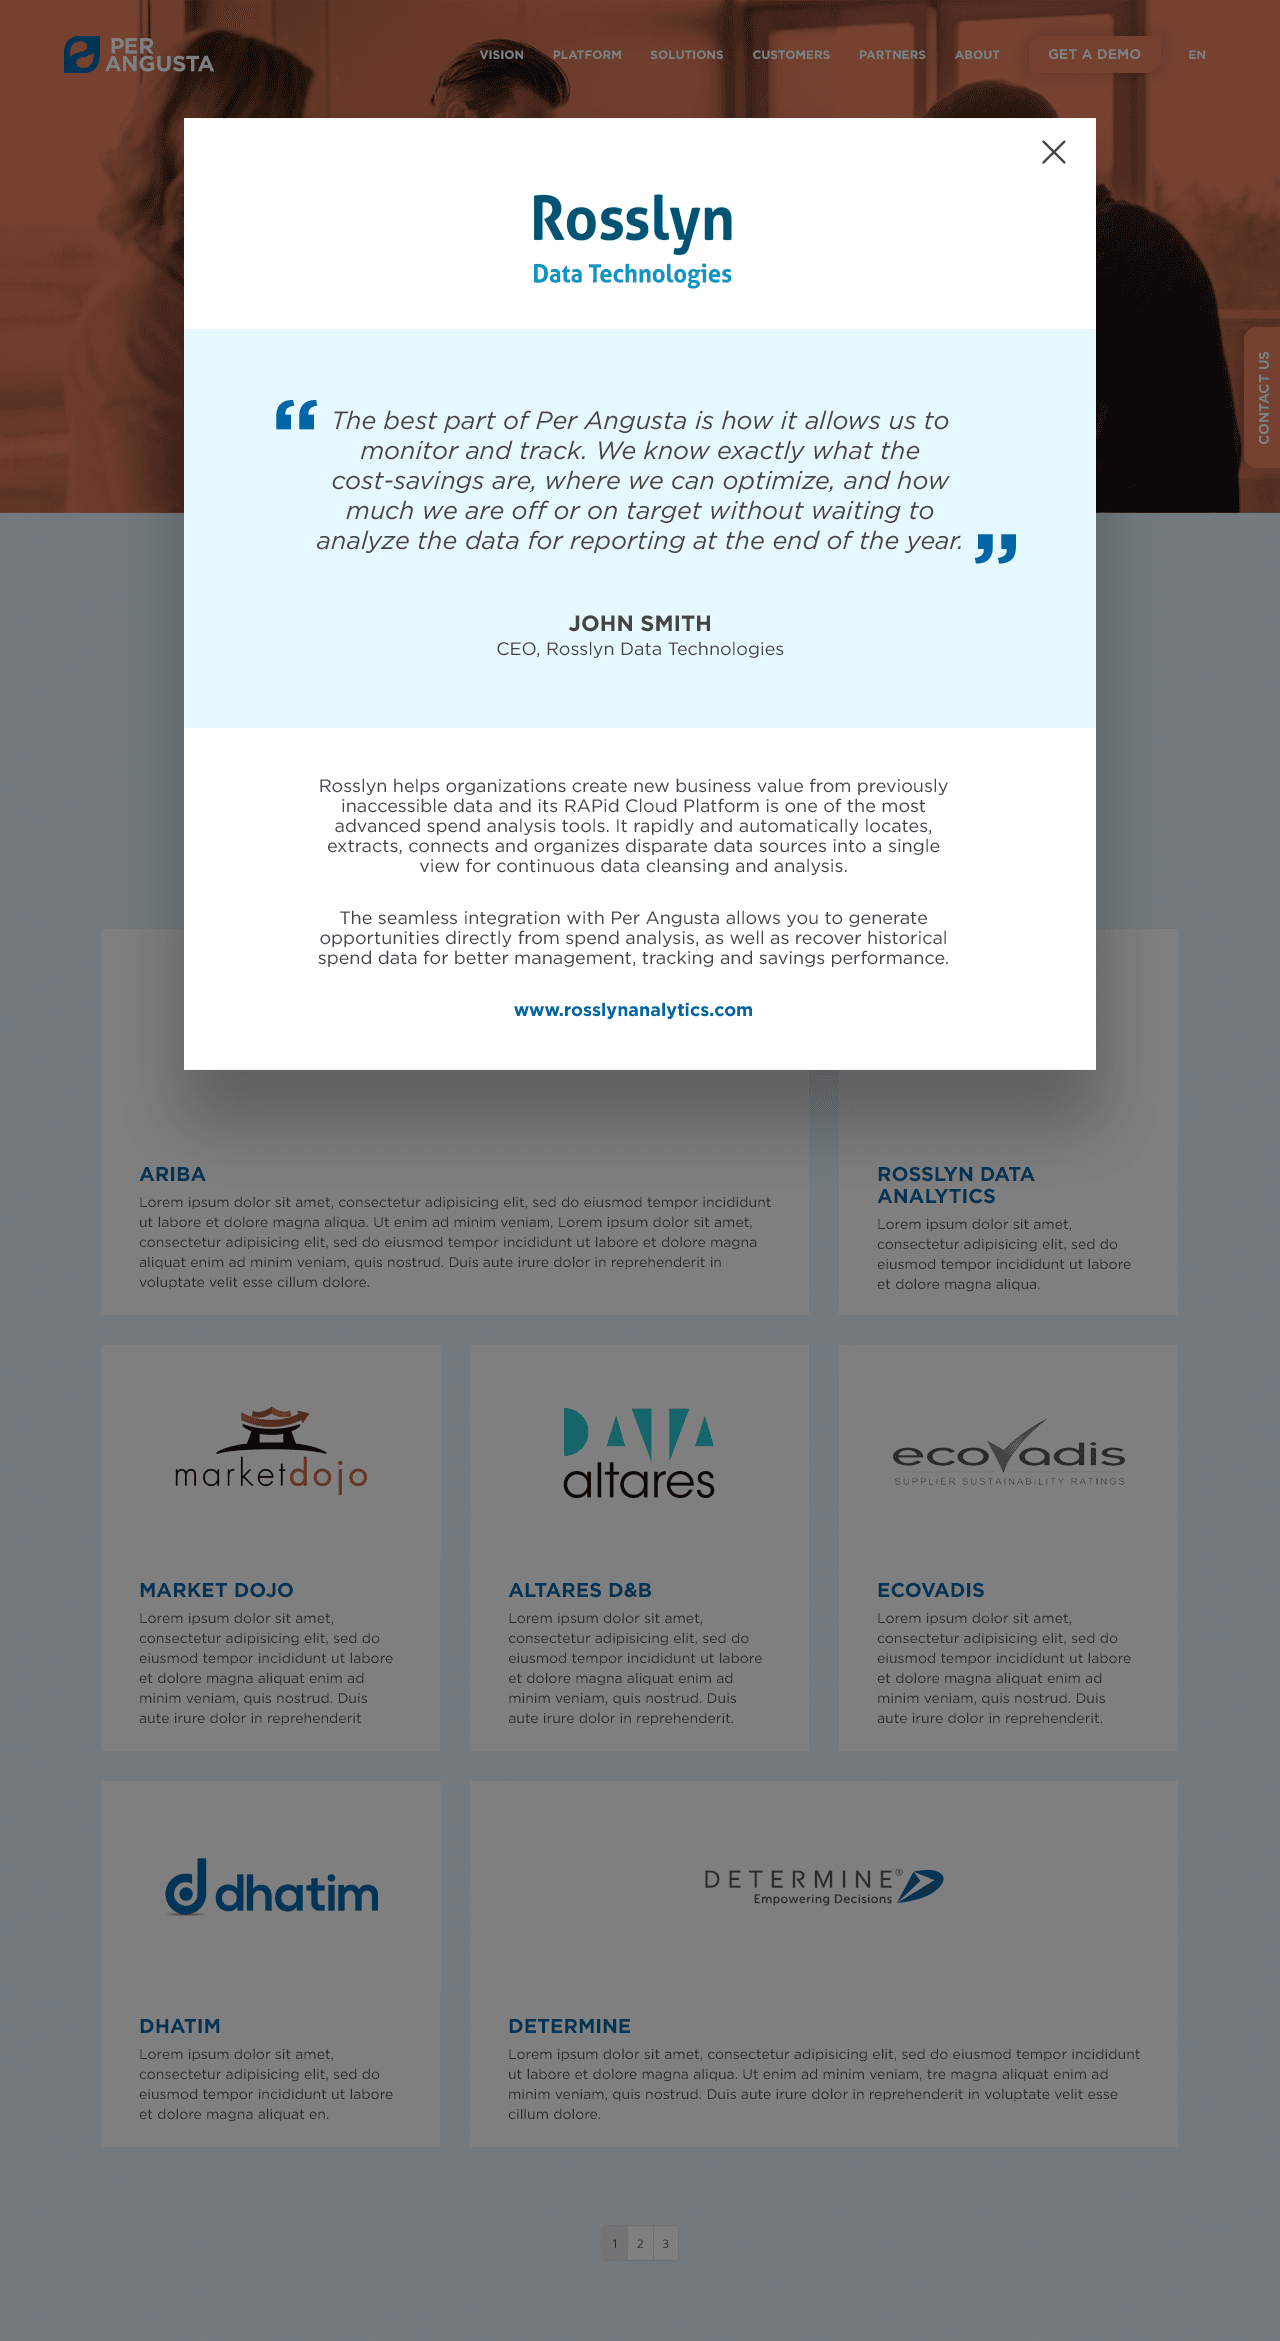 PER
ANGUSTA
VISION PLATFORM SOLUTIONS CUSTOMERS PARTNERS ABOUT GET A DEMO EN
Rosslyn
Data Technologies
CONTACT US
“ The best part of Per Angusta is how it allows us to
monitor and track. We know exactly what the
cost-savings are, where we can optimize, and how
much we are off or on target without waiting to
analyze the data for reporting at the end of the year. ”
JOHN SMITH
CEO, Rosslyn Data Technologies
Rosslyn helps organizations create new business value from previously
inaccessible data and its RAPid Cloud Platform is one of the most
advanced spend analysis tools. It rapidly and automatically locates,
extracts, connects and organizes disparate data sources into a single
view for continuous data cleansing and analysis.
The seamless integration with Per Angusta allows you to generate
opportunities directly from spend analysis, as well as recover historical
spend data for better management, tracking and savings performance.
www.rosslynanalytics.com
ARIBA
Lorem ipsum dolor sit amet, consectetur adipisicing elit, sed do eiusmod tempor incididunt
ut labore et dolore magna aliqua. Ut enim ad minim veniam, Lorem ipsum dolor sit amet,
consectetur adipisicing elit, sed do eiusmod tempor incididunt ut labore et dolore magna
aliquat enim ad minim veniam, quis nostrud. Duis aute irure dolor in reprehenderit in
voluptate velit esse cillum dolore.
ROSSLYN DATA
ANALYTICS
Lorem ipsum dolor sit amet,
consectetur adipisicing elit, sed do
eiusmod tempor incididunt ut labore
et dolore magna aliqua.
marketdojo
MARKET DOJO
Lorem ipsum dolor sit amet,
consectetur adipisicing elit, sed do
eiusmod tempor incididunt ut labore
et dolore magna aliquat enim ad
minim veniam, quis nostrud. Duis
aute irure dolor in reprehenderit
DATA
altares
ALTARES D&B
Lorem ipsum dolor sit amet,
consectetur adipisicing elit, sed do
eiusmod tempor incididunt ut labore
et dolore magna aliquat enim ad
minim veniam, quis nostrud. Duis
aute irure dolor in reprehenderit.
ecovadis
SUPPLIER SUSTAINABILITY RATINGS
ECOVADIS
Lorem ipsum dolor sit amet,
consectetur adipisicing elit, sed do
eiusmod tempor incididunt ut labore
et dolore magna aliquat enim ad
minim veniam, quis nostrud. Duis
aute irure dolor in reprehenderit.
d dhatim
DHATIM
Lorem ipsum dolor sit amet,
consectetur adipisicing elit, sed do
eiusmod tempor incididunt ut labore
et dolore magna aliquat en.
DETERMINE®
Empowering Decisions
DETERMINE
Lorem ipsum dolor sit amet, consectetur adipisicing elit, sed do eiusmod tempor incididunt
ut labore et dolore magna aliqua. Ut enim ad minim veniam, tre magna aliquat enim ad
minim veniam, quis nostrud. Duis aute irure dolor in reprehenderit in voluptate velit esse
cillum dolore.
1 2 3